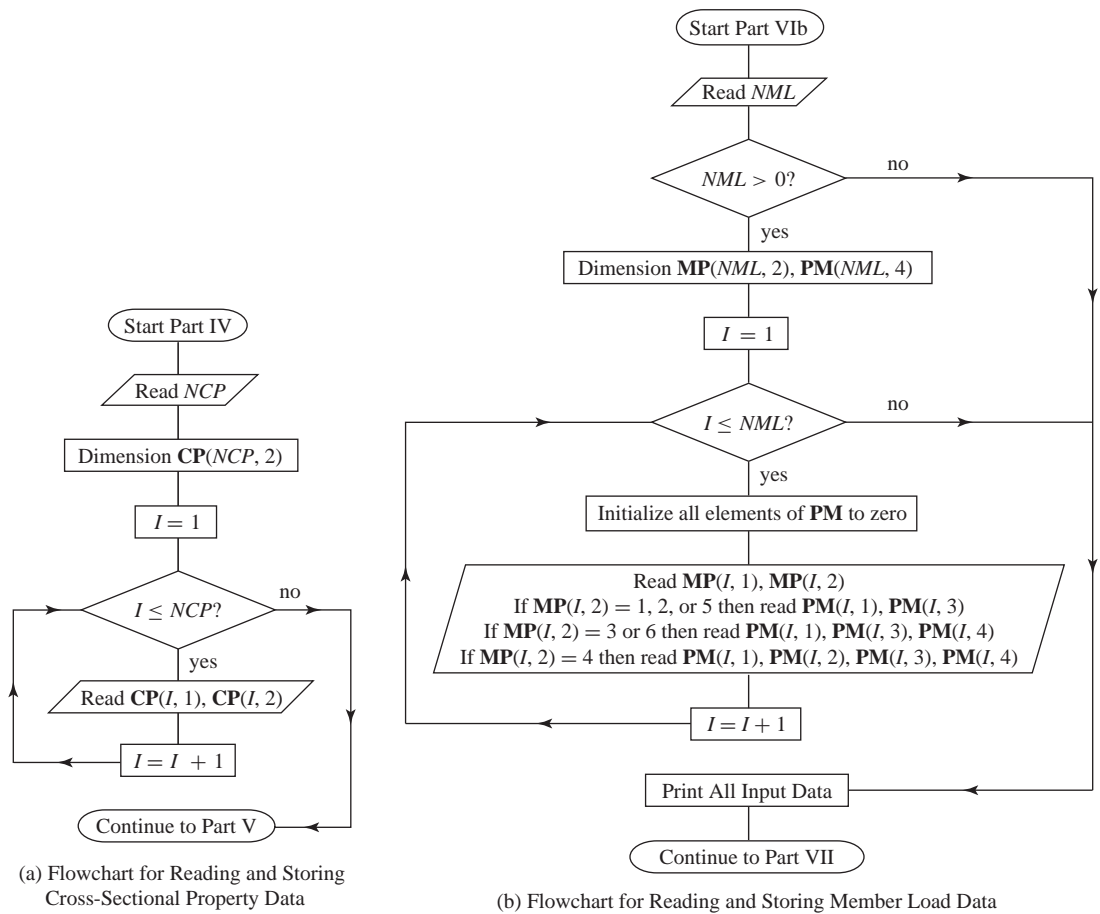 Start Part IV
Read NCP
Dimension CP(NCP, 2)
I = 1
I ≤ NCP?
no
yes
Read CP(I, 1), CP(I, 2)
I = I + 1
Continue to Part V
(a) Flowchart for Reading and Storing
Cross-Sectional Property Data
Start Part VIb
Read NML
NML > 0?
no
yes
Dimension MP(NML, 2), PM(NML, 4)
I = 1
I ≤ NML?
no
yes
Initialize all elements of PM to zero
Read MP(I, 1), MP(I, 2)
If MP(I, 2) = 1, 2, or 5 then read PM(I, 1), PM(I, 3)
If MP(I, 2) = 3 or 6 then read PM(I, 1), PM(I, 3), PM(I, 4)
If MP(I, 2) = 4 then read PM(I, 1), PM(I, 2), PM(I, 3), PM(I, 4)
I = I + 1
Print All Input Data
Continue to Part VII
(b) Flowchart for Reading and Storing Member Load Data